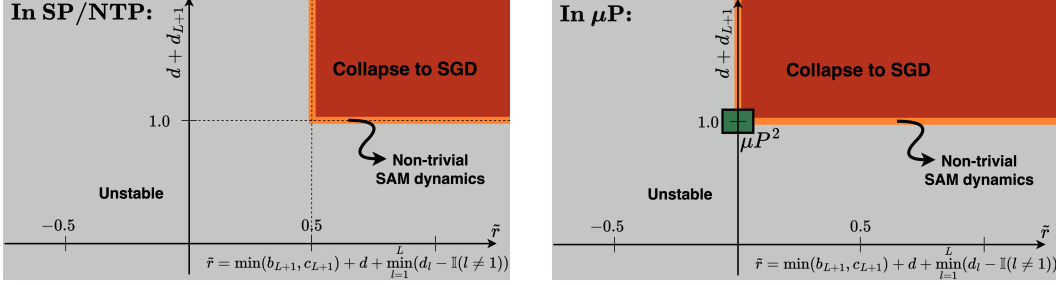 In SP/NTP:
d + d_{L+1}
Collapse to SGD
1.0
Non-trivial
SAM dynamics
Unstable
−0.5
0.5
r̃
r̃ = min(b_{L+1}, c_{L+1}) + d + min_{l=1}^{L}(d_l − 𝕀(l ≠ 1))
In μP:
d + d_{L+1}
Collapse to SGD
1.0
μP²
Non-trivial
SAM dynamics
Unstable
−0.5
0.5
r̃
r̃ = min(b_{L+1}, c_{L+1}) + d + min_{l=1}^{L}(d_l − 𝕀(l ≠ 1))